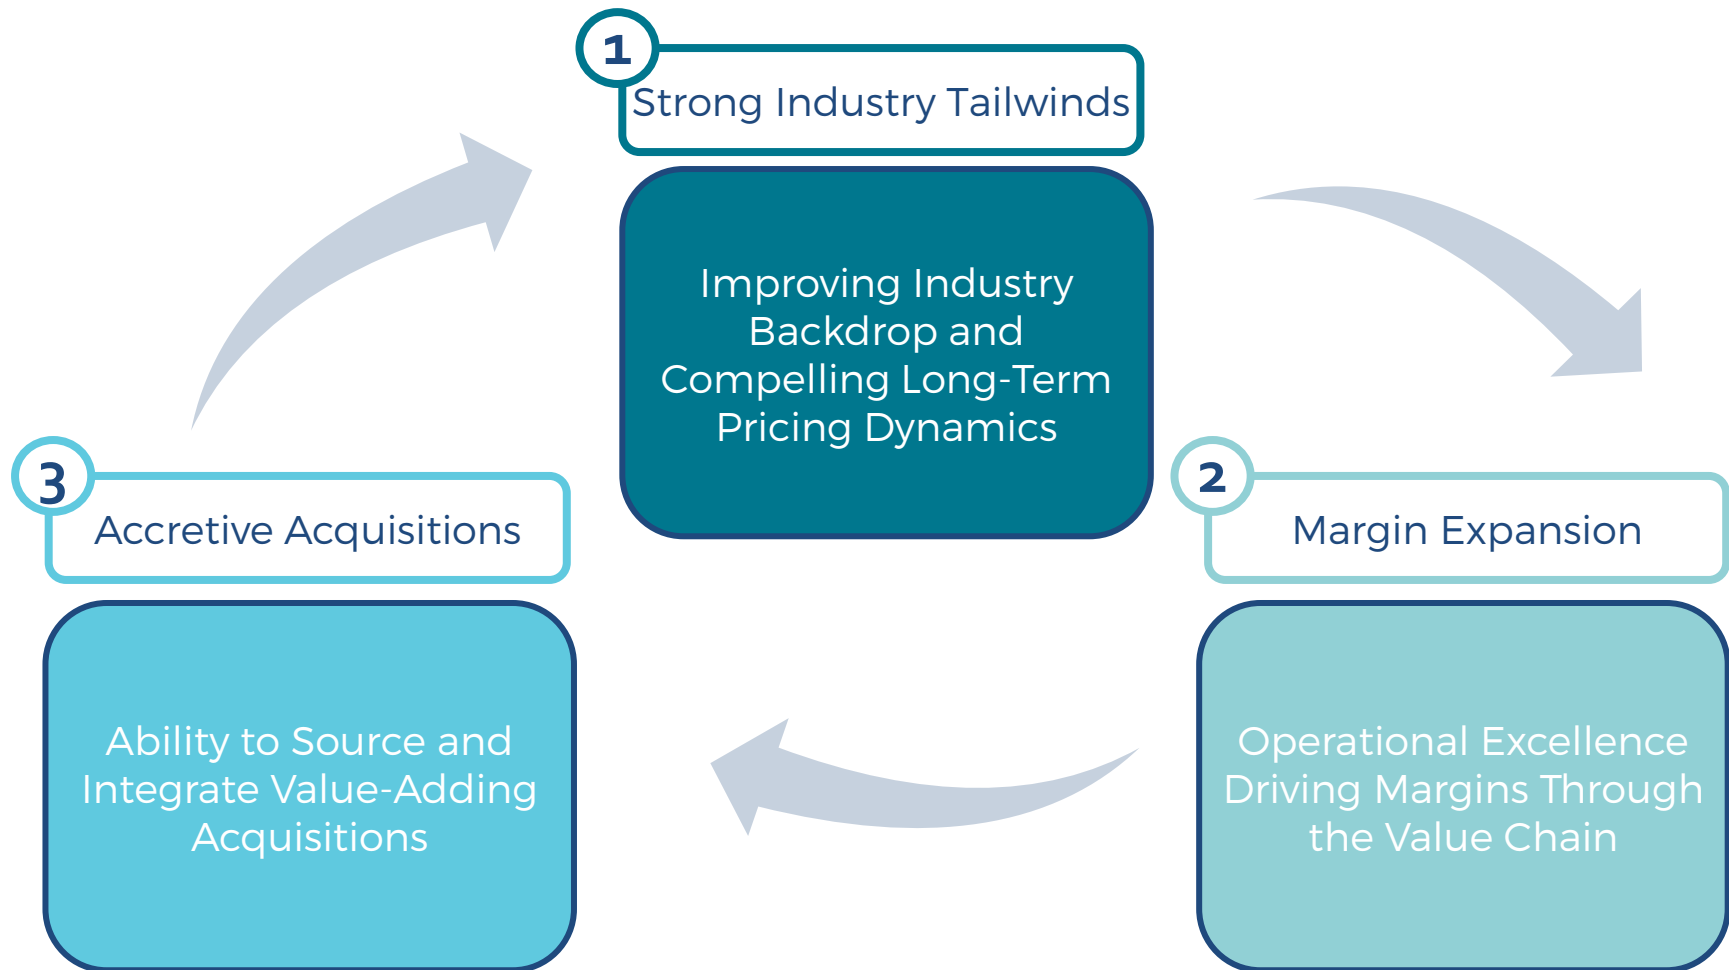 1
Strong Industry Tailwinds
Improving Industry
Backdrop and
Compelling Long-Term
Pricing Dynamics
2
Margin Expansion
Operational Excellence
Driving Margins Through
the Value Chain
3
Accretive Acquisitions
Ability to Source and
Integrate Value-Adding
Acquisitions